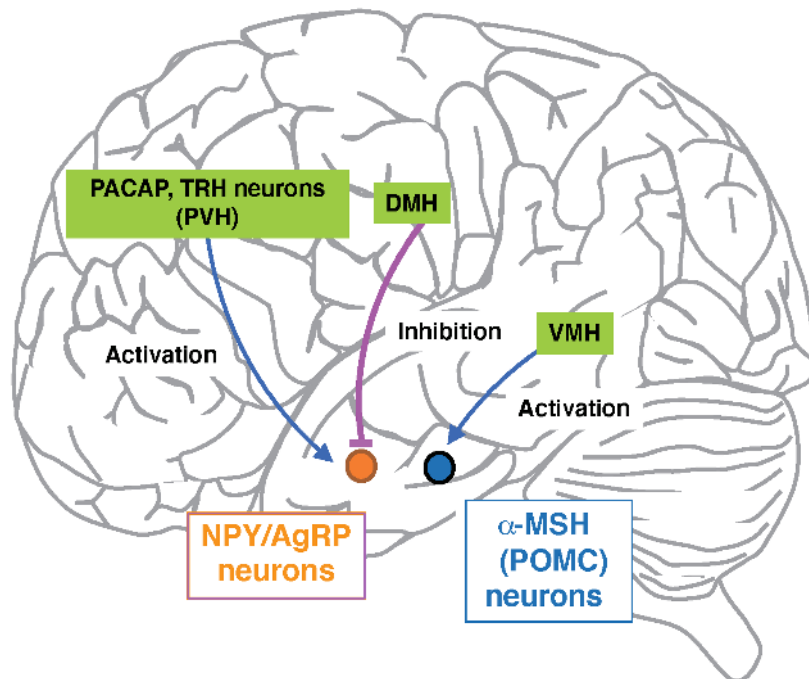 PACAP, TRH neurons
(PVH)
DMH
Activation
Inhibition
VMH
Activation
NPY/AgRP
neurons
α-MSH
(POMC)
neurons